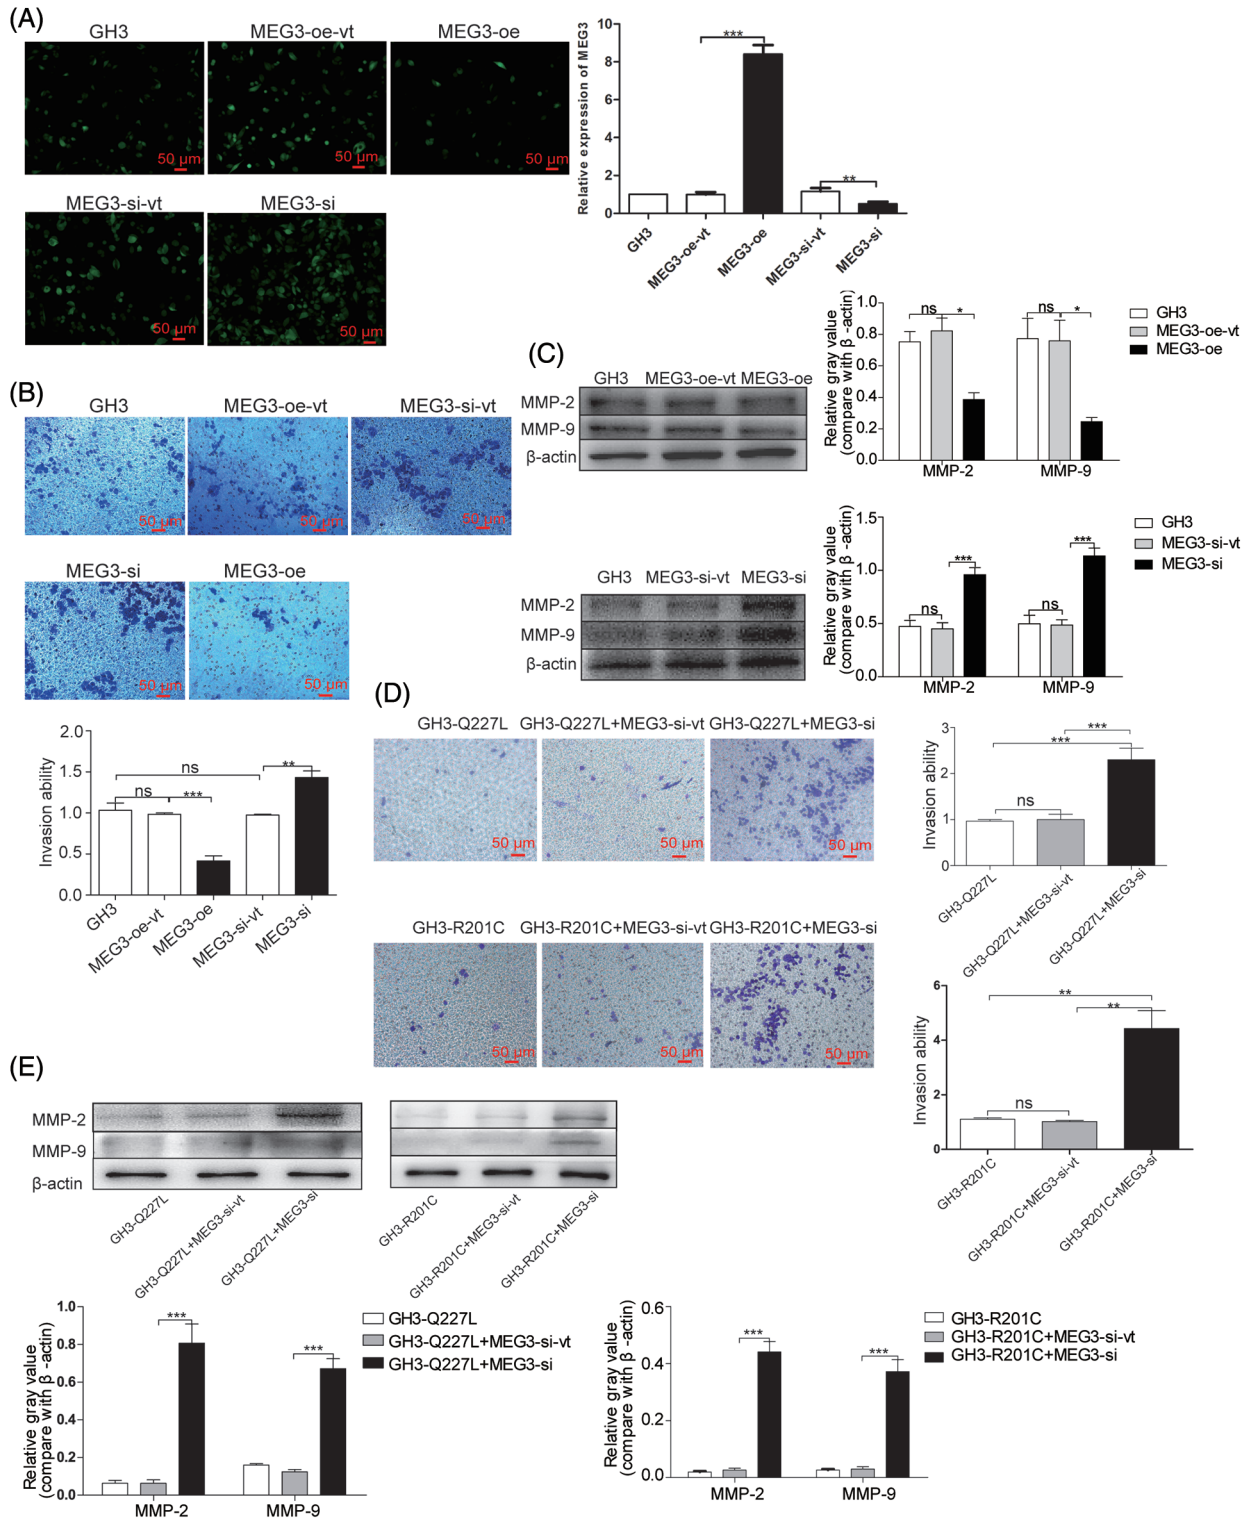 (A)
GH3
MEG3-oe-vt
MEG3-oe
50 µm
50 µm
50 µm
MEG3-si-vt
MEG3-si
50 µm
50 µm
Relative expression of MEG3
10
8
6
4
2
0
***
**
GH3
MEG3-oe-vt
MEG3-oe
MEG3-si-vt
MEG3-si
(B)
GH3
MEG3-oe-vt
MEG3-si-vt
50 µm
50 µm
50 µm
MEG3-si
MEG3-oe
50 µm
50 µm
Invasion ability
2.0
1.5
1.0
0.5
0.0
ns
ns
***
**
GH3
MEG3-oe-vt
MEG3-oe
MEG3-si-vt
MEG3-si
(C)
GH3 MEG3-oe-vt MEG3-oe
MMP-2
MMP-9
β-actin
Relative gray value
(compare with β -actin)
1.0
0.8
0.6
0.4
0.2
0.0
ns
*
ns
*
MMP-2
MMP-9
GH3
MEG3-oe-vt
MEG3-oe
GH3 MEG3-si-vt MEG3-si
MMP-2
MMP-9
β-actin
Relative gray value
(compare with β -actin)
1.5
1.0
0.5
0.0
ns
***
ns
***
MMP-2
MMP-9
GH3
MEG3-si-vt
MEG3-si
(D)
GH3-Q227L
GH3-Q227L+MEG3-si-vt
GH3-Q227L+MEG3-si
50 µm
50 µm
50 µm
Invasion ability
3
2
1
0
ns
***
***
GH3-Q227L
GH3-Q227L+MEG3-si-vt
GH3-Q227L+MEG3-si
GH3-R201C
GH3-R201C+MEG3-si-vt
GH3-R201C+MEG3-si
50 µm
50 µm
50 µm
Invasion ability
6
4
2
0
ns
**
**
GH3-R201C
GH3-R201C+MEG3-si-vt
GH3-R201C+MEG3-si
(E)
MMP-2
MMP-9
β-actin
GH3-Q227L
GH3-Q227L+MEG3-si-vt
GH3-Q227L+MEG3-si
GH3-R201C
GH3-R201C+MEG3-si-vt
GH3-R201C+MEG3-si
Relative gray value
(compare with β -actin)
1.0
0.8
0.6
0.4
0.2
0.0
***
***
MMP-2
MMP-9
GH3-Q227L
GH3-Q227L+MEG3-si-vt
GH3-Q227L+MEG3-si
Relative gray value
(compare with β -actin)
0.6
0.4
0.2
0.0
***
***
MMP-2
MMP-9
GH3-R201C
GH3-R201C+MEG3-si-vt
GH3-R201C+MEG3-si